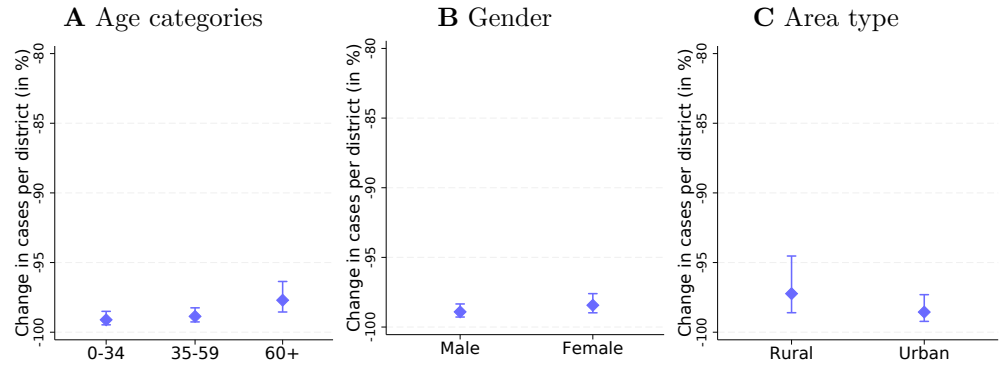 A Age categories
Change in cases per district (in %)
-80
-85
-90
-95
-100
0-34 35-59 60+
B Gender
Change in cases per district (in %)
-80
-85
-90
-95
-100
Male Female
C Area type
Change in cases per district (in %)
-80
-85
-90
-95
-100
Rural Urban